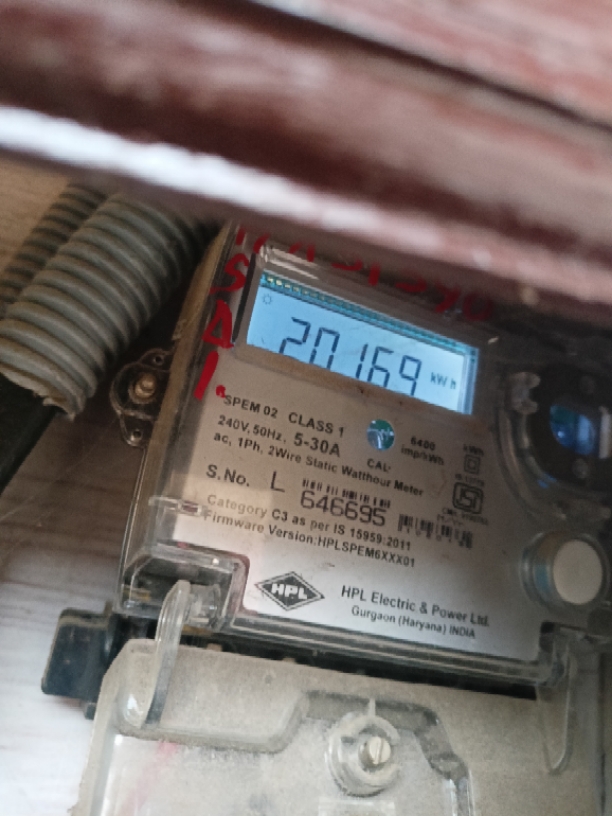 S
D
1.
20169 kWh
SPEM 02 CLASS 1
240V, 50Hz, 5-30A
ac, 1Ph, 2Wire Static Watthour Meter
CAL:
6400
imp/kWh
kWh
S.No. L 646695
Category C3 as per IS 15959:2011
Firmware Version:HPLSPEM6XXX01
HPL
HPL Electric & Power Ltd.
Gurgaon (Haryana) INDIA